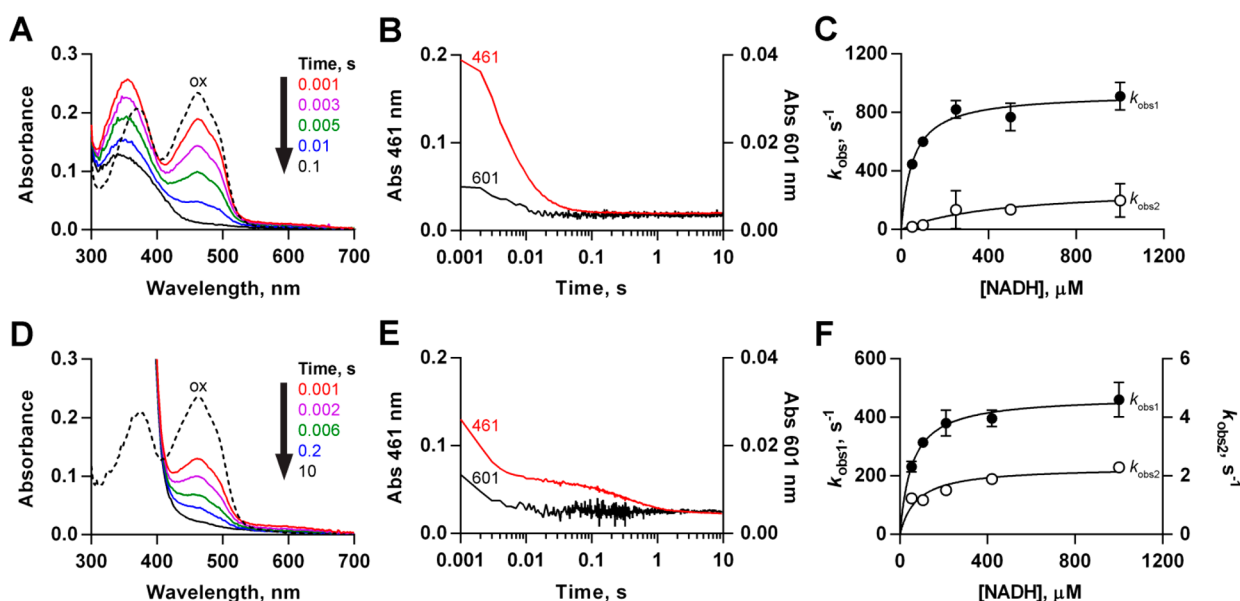 A
Absorbance
0.3
0.2
0.1
0.0
300
400
500
600
700
Wavelength, nm
ox
Time, s
0.001
0.003
0.005
0.01
0.1
B
Abs 461 nm
0.2
0.1
0.0
461
601
0.001
0.01
0.1
1
10
Time, s
0.04
0.02
0.00
Abs 601 nm
C
kobs, s-1
1200
800
400
0
kobs1
kobs2
0
400
800
1200
[NADH], μM
D
Absorbance
0.3
0.2
0.1
0.0
300
400
500
600
700
Wavelength, nm
ox
Time, s
0.001
0.002
0.006
0.2
10
E
Abs 461 nm
0.2
0.1
0.0
461
601
0.001
0.01
0.1
1
10
Time, s
0.04
0.02
0.00
Abs 601 nm
F
kobs1, s-1
600
400
200
0
kobs1
kobs2
0
400
800
1200
[NADH], μM
6
4
2
0
kobs2, s-1